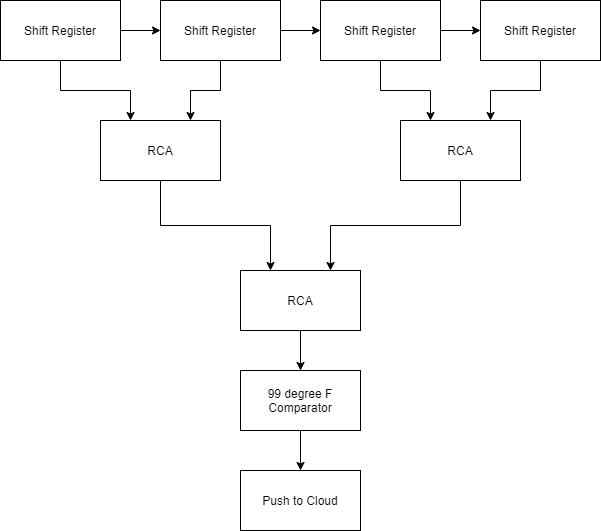 Shift Register
Shift Register
Shift Register
Shift Register
RCA
RCA
RCA
99 degree F
Comparator
Push to Cloud